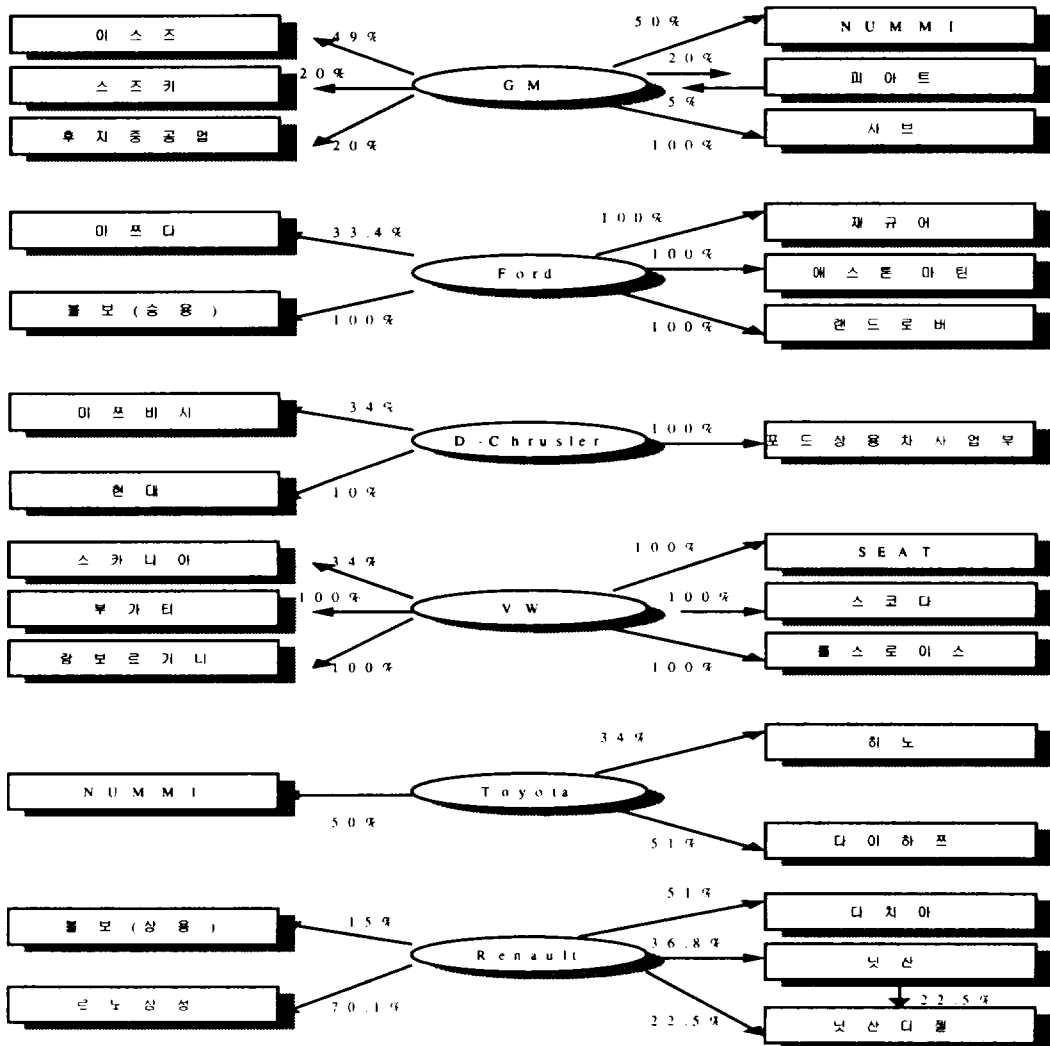 이 스 즈
49%
50%
NUMMI
20%
20%
스 즈 키
GM
피 아 트
5%
후 지 중 공 업
20%
100%
사 브
마 쯔 다
33.4%
100%
재 규 어
100%
Ford
애 스 톤 마 틴
볼 보 ( 승 용 )
100%
100%
랜 드 로 버
미 쯔 비 시
34%
100%
D-Chrusler
포 드 상 용 차 사 업 부
현 대
10%
스 카 니 아
34%
100%
SEAT
부 가 티
100%
VW
100%
스 코 다
람 보 르 기 니
100%
100%
롤 스 로 이 스
34%
히 노
NUMMI
Toyota
50%
51%
다 이 하 쯔
51%
다 치 아
볼 보 ( 상 용 )
15%
36.8%
Renault
닛 산
르 노 삼 성
70.1%
22.5%
22.5%
닛 산 디 젤